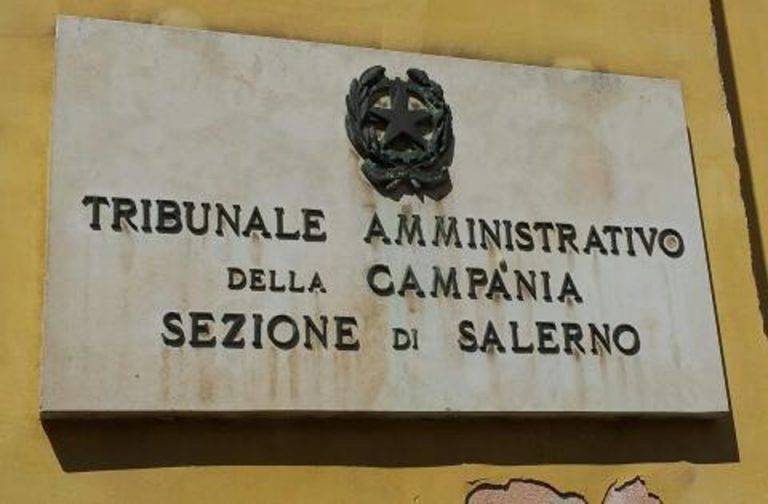 TRIBUNALE AMMINISTRATIVO
DELLA CAMPANIA
SEZIONE DI SALERNO